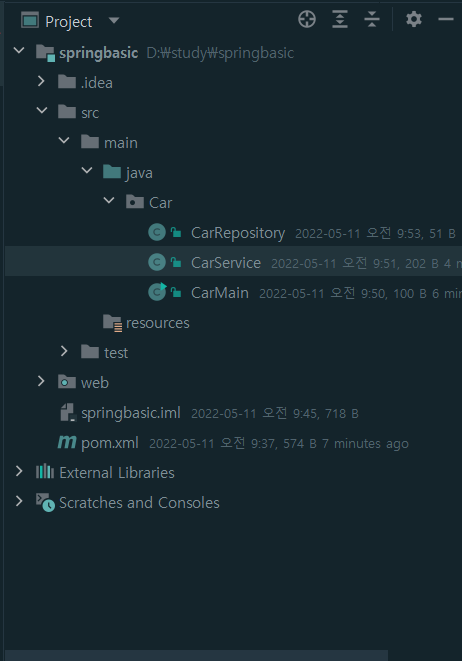 Project
springbasic D:₩study₩springbasic
.idea
src
main
java
Car
CarRepository 2022-05-11 오전 9:53, 51 B
CarService 2022-05-11 오전 9:51, 202 B 4 m
CarMain 2022-05-11 오전 9:50, 100 B 6 min
resources
test
web
springbasic.iml 2022-05-11 오전 9:45, 718 B
pom.xml 2022-05-11 오전 9:37, 574 B 7 minutes ago
External Libraries
Scratches and Consoles